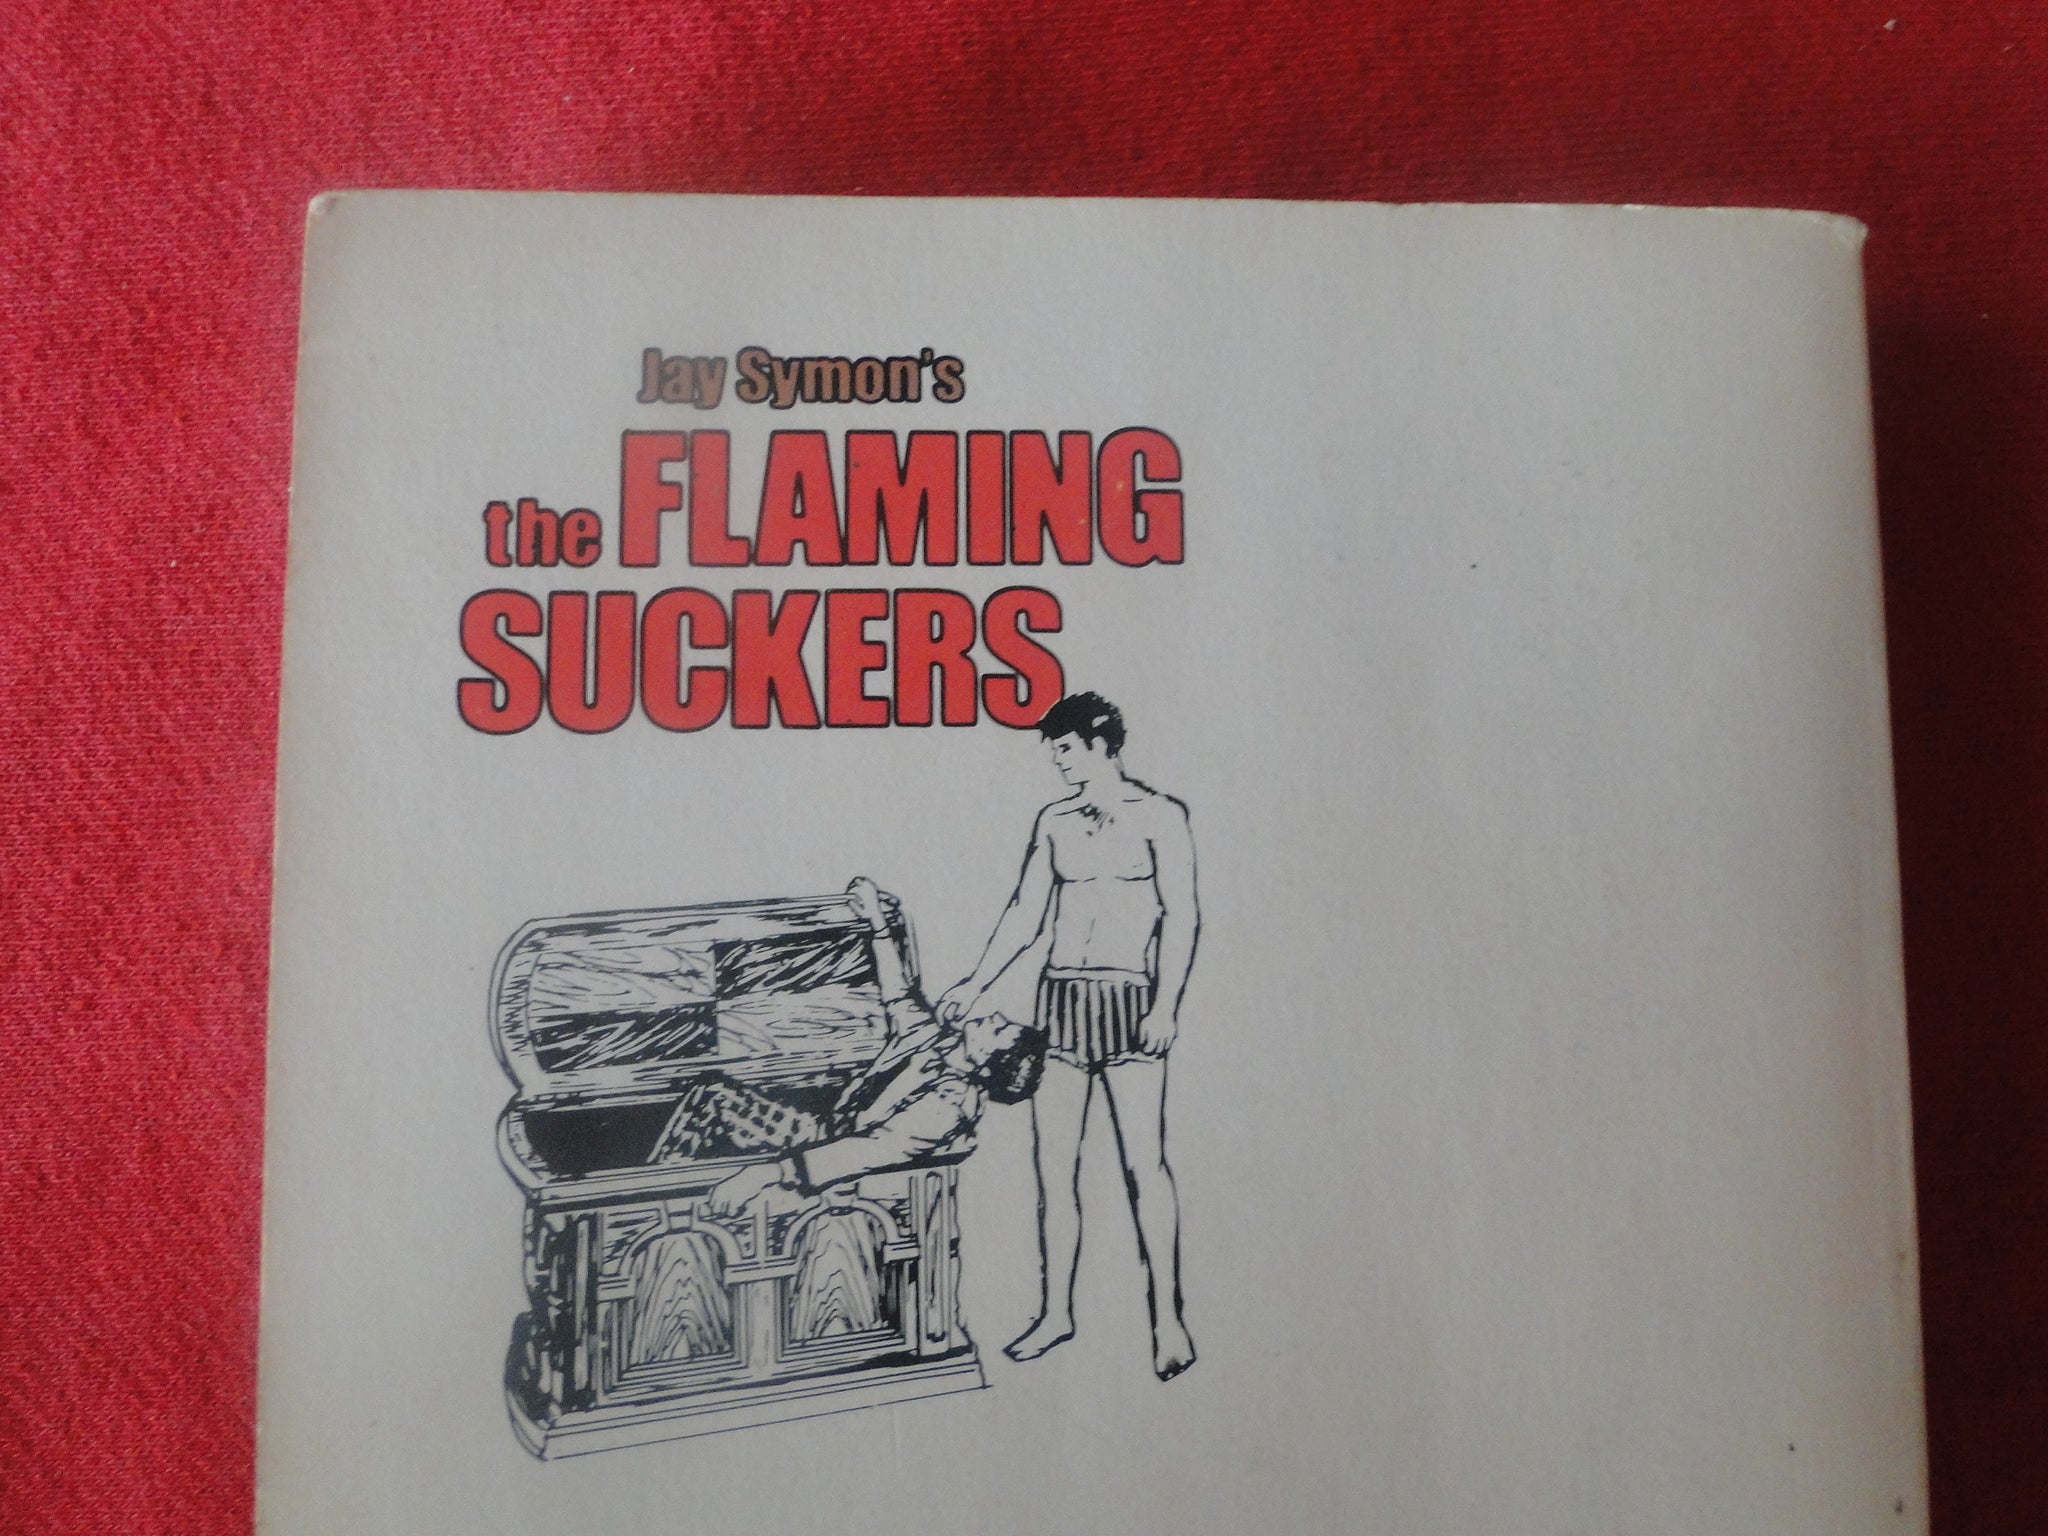 Jay Symon's
the FLAMING
SUCKERS